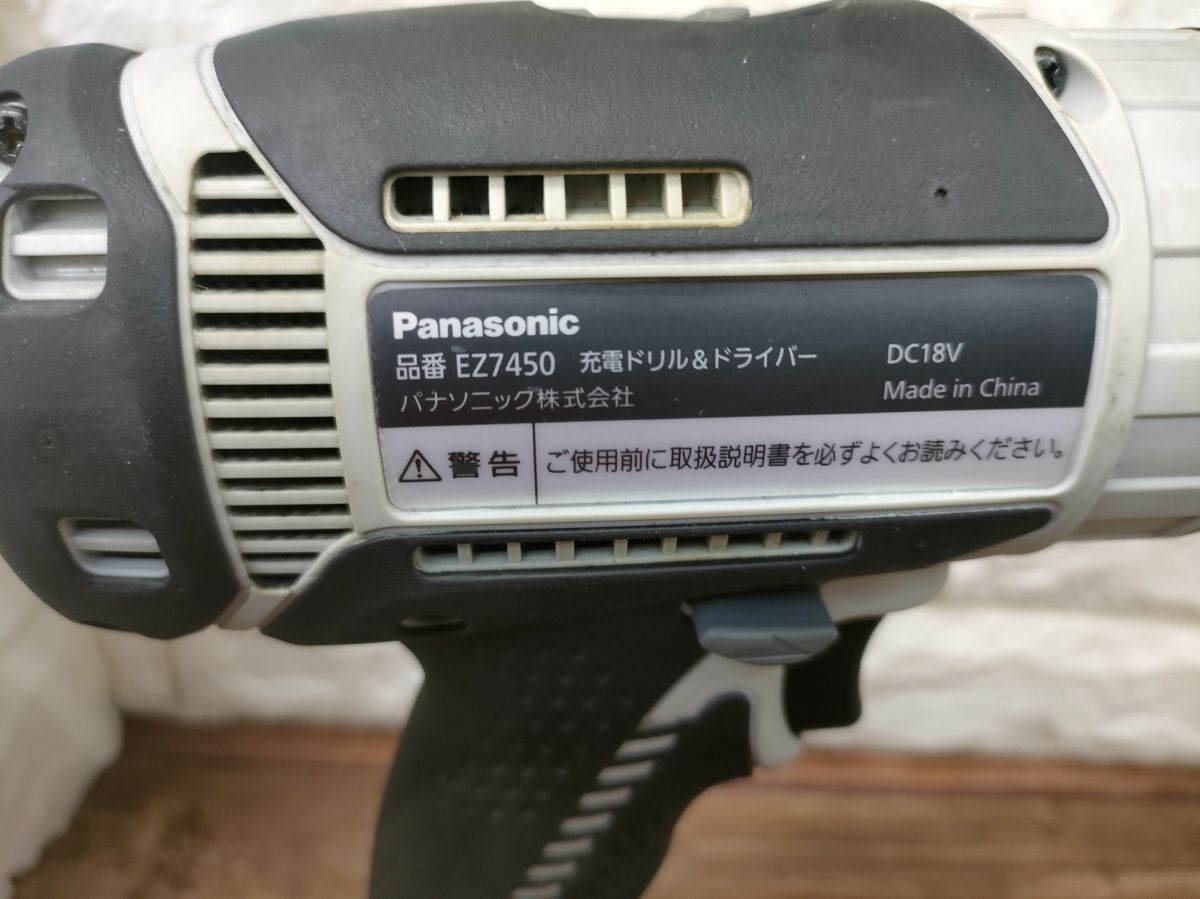 Panasonic
品番 EZ7450 充電ドリル&ドライバー DC18V
パナソニック株式会社 Made in China
警告 ご使用前に取扱説明書を必ずよくお読みください。